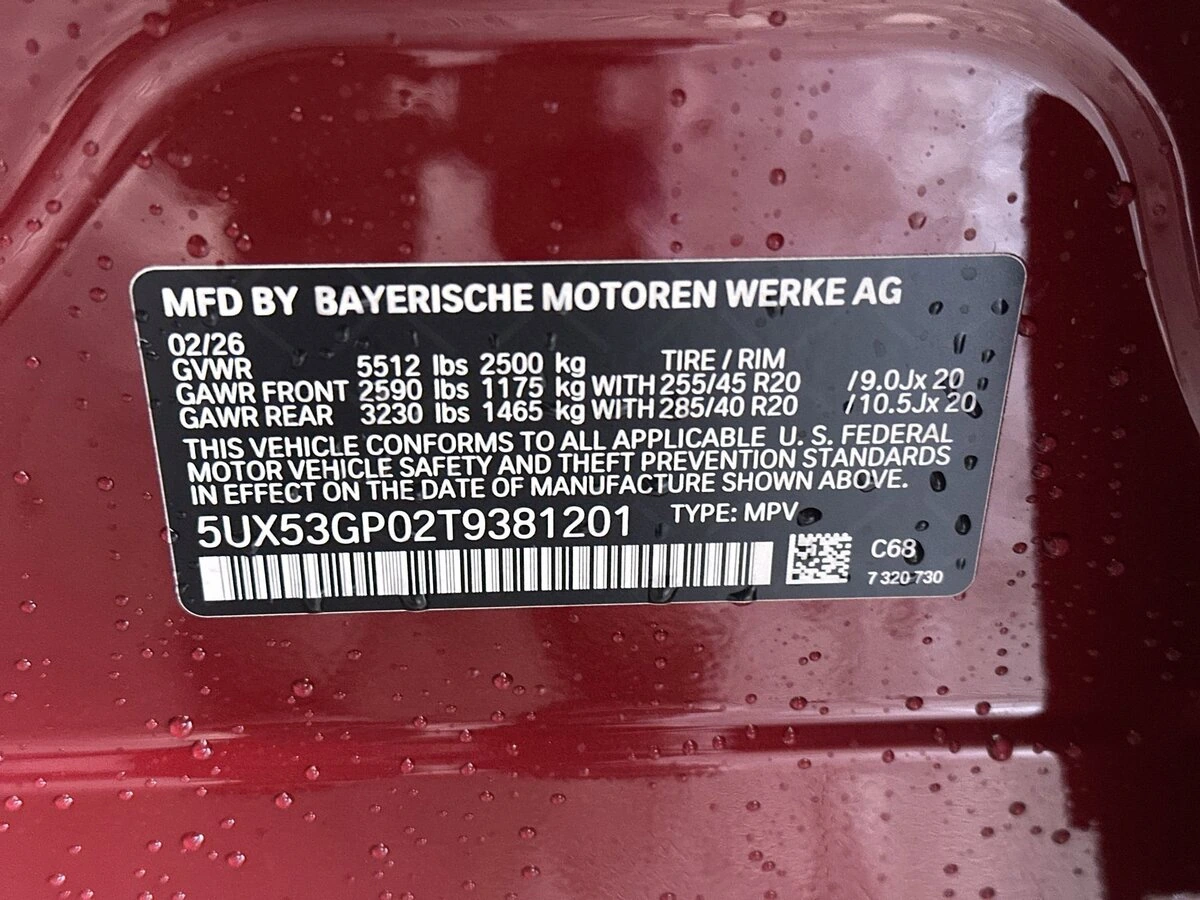 MFD BY BAYERISCHE MOTOREN WERKE AG
02/26
GVWR 5512 lbs 2500 kg TIRE / RIM
GAWR FRONT 2590 lbs 1175 kg WITH 255/45 R20 /9.0Jx 20
GAWR REAR 3230 lbs 1465 kg WITH 285/40 R20 /10.5Jx 20
THIS VEHICLE CONFORMS TO ALL APPLICABLE U. S. FEDERAL
MOTOR VEHICLE SAFETY AND THEFT PREVENTION STANDARDS
IN EFFECT ON THE DATE OF MANUFACTURE SHOWN ABOVE.
5UX53GP02T9381201 TYPE: MPV
C68
7 320 730